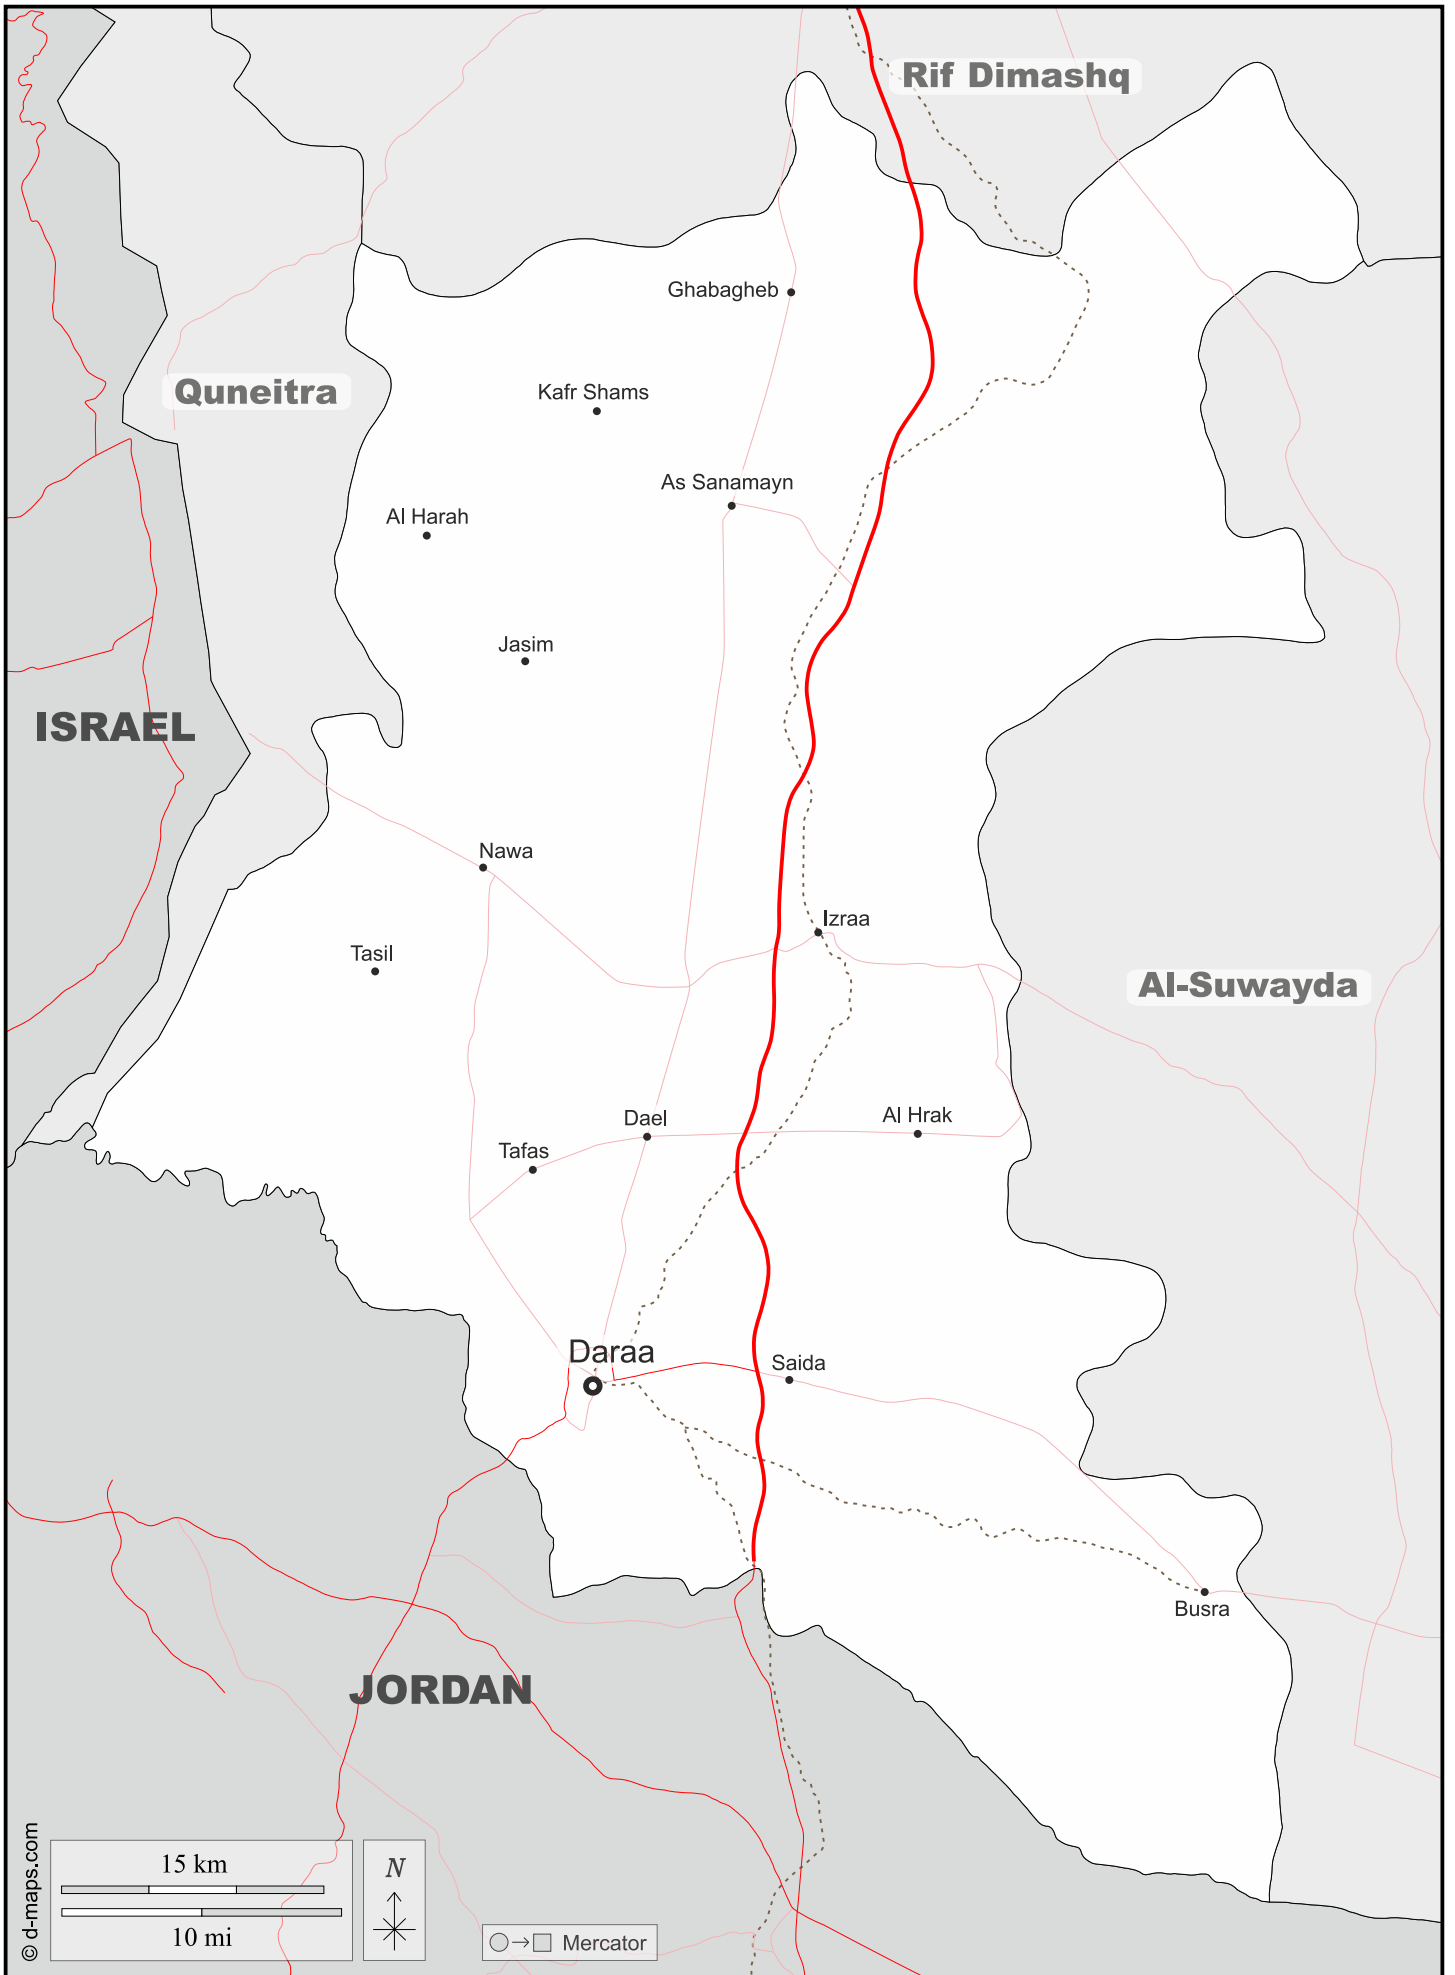 Rif Dimashq
Ghabagheb
Quneitra
Kafr Shams
As Sanamayn
Al Harah
Jasim
ISRAEL
Nawa
Izraa
Tasil
Al-Suwayda
Al Hrak
Dael
Tafas
Daraa
Saida
Busra
JORDAN
© d-maps.com
15 km
10 mi
N
Mercator